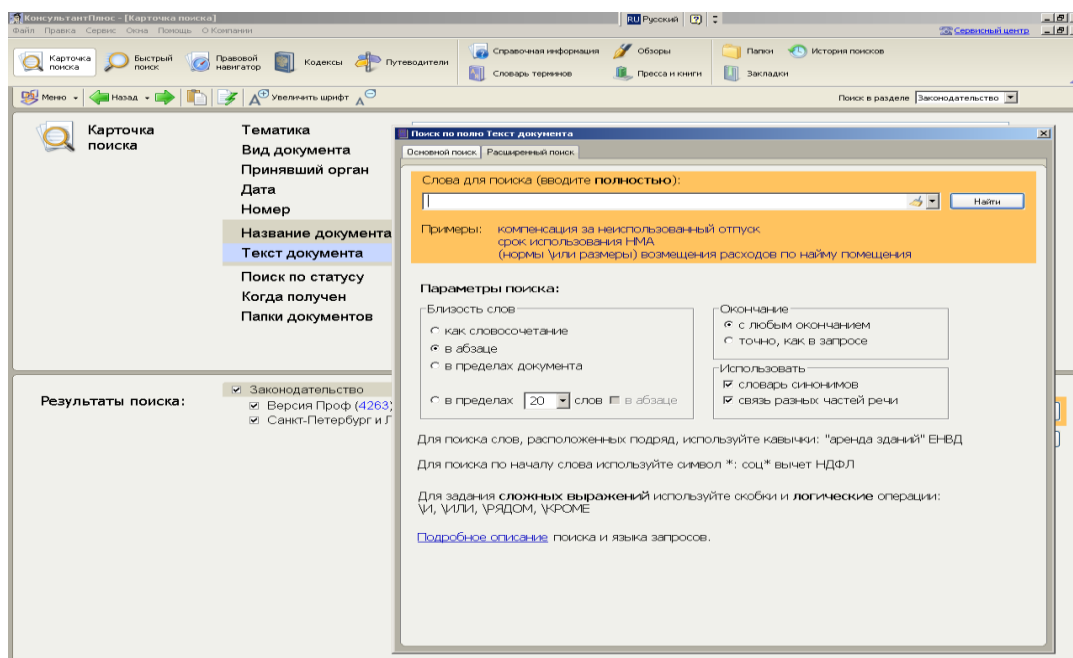 КонсультантПлюс - [Карточка поиска]
RU Русский
Файл Правка Сервис Окна Помощь О Компании
Сервисный центр
Карточка поиска
Быстрый поиск
Правовой навигатор
Кодексы
Путеводители
Справочная информация
Словарь терминов
Обзоры
Пресса и книги
Папки
Закладки
История поисков
Меню
Назад
Увеличить шрифт
Поиск в разделе Законодательство
Карточка поиска
Тематика
Вид документа
Принявший орган
Дата
Номер
Название документа
Текст документа
Поиск по статусу
Когда получен
Папки документов
Результаты поиска:
Законодательство
Версия Проф (4263)
Санкт-Петербург и Л
Поиск по полю Текст документа
Основной поиск Расширенный поиск
Слова для поиска (вводите полностью):
Найти
Примеры: компенсация за неиспользованный отпуск
срок использования НМА
(нормы \или размеры) возмещения расходов по найму помещения
Параметры поиска:
Близость слов
как словосочетание
в абзаце
в пределах документа
в пределах 20 слов в абзаце
Окончание
с любым окончанием
точно, как в запросе
Использовать
словарь синонимов
связь разных частей речи
Для поиска слов, расположенных подряд, используйте кавычки: "аренда зданий" ЕНВД
Для поиска по началу слова используйте символ *: соц* вычет НДФЛ
Для задания сложных выражений используйте скобки и логические операции:
\И, \ИЛИ, \РЯДОМ, \КРОМЕ
Подробное описание поиска и языка запросов.